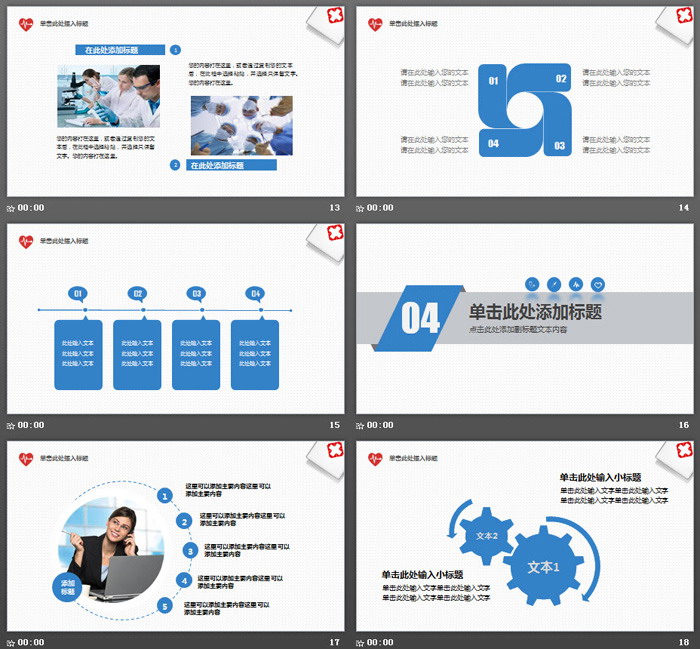 单击此处插入标题
在此处添加标题
1
您的内容打在这里，或者通过复制您的文
本后，在此框中选择粘贴，并选择只保留文字。
您的内容打在这里。
您的内容打在这里，或者通过复制您的文
本后，在此框中选择粘贴，并选择只保留
文字。您的内容打在这里。
2
在此处添加标题
00:00
13
单击此处插入标题
请在此处输入您的文本
请在此处输入您的文本
01
02
请在此处输入您的文本
请在此处输入您的文本
请在此处输入您的文本
请在此处输入您的文本
04
03
请在此处输入您的文本
请在此处输入您的文本
00:00
14
单击此处插入标题
01
02
03
04
此处输入文本
此处输入文本
此处输入文本
此处输入文本
此处输入文本
此处输入文本
此处输入文本
此处输入文本
此处输入文本
此处输入文本
此处输入文本
此处输入文本
00:00
15
04
单击此处添加标题
点击此处添加副标题文本内容
00:00
16
单击此处插入标题
1
这里可以添加主要内容这里可以
添加主要内容
2
这里可以添加主要内容这里可以
添加主要内容
3
这里可以添加主要内容这里可以
添加主要内容
4
这里可以添加主要内容这里可以
添加主要内容
5
这里可以添加主要内容这里可以
添加主要内容
添加
标题
00:00
17
单击此处插入标题
单击此处输入小标题
单击此处输入文字单击此处输入文字
单击此处输入文字单击此处输入文字
文本2
文本1
单击此处输入小标题
单击此处输入文字单击此处输入文字
单击此处输入文字单击此处输入文字
00:00
18